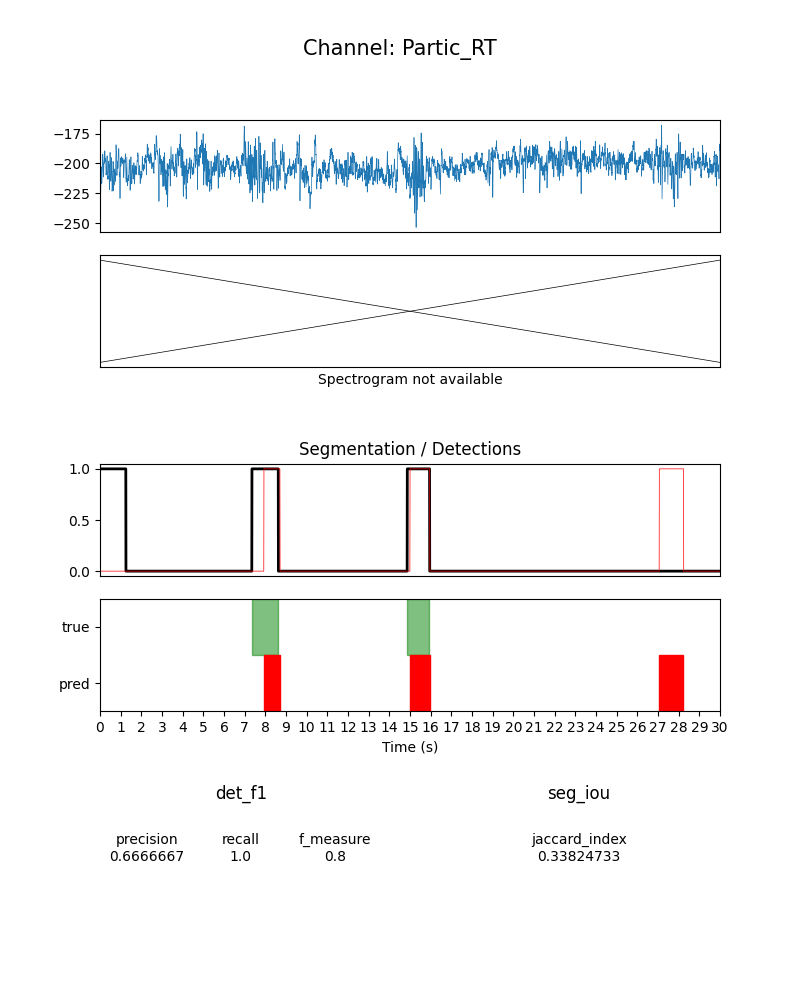 Channel: Partic_RT
−175
−200
−225
−250
Spectrogram not available
Segmentation / Detections
1.0
0.5
0.0
true
pred
0 1 2 3 4 5 6 7 8 9 10 11 12 13 14 15 16 17 18 19 20 21 22 23 24 25 26 27 28 29 30
Time (s)
det_f1 seg_iou
precision recall f_measure jaccard_index
0.6666667 1.0 0.8 0.33824733